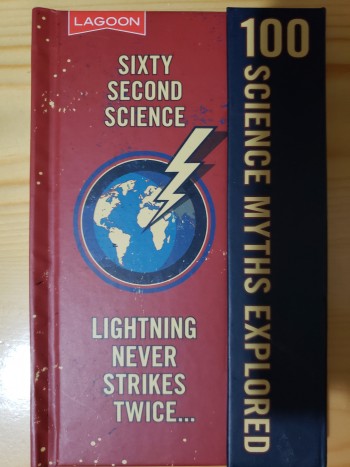 LAGOON
SIXTY
SECOND
SCIENCE
LIGHTNING
NEVER
STRIKES
TWICE...
100
SCIENCE MYTHS EXPLORED